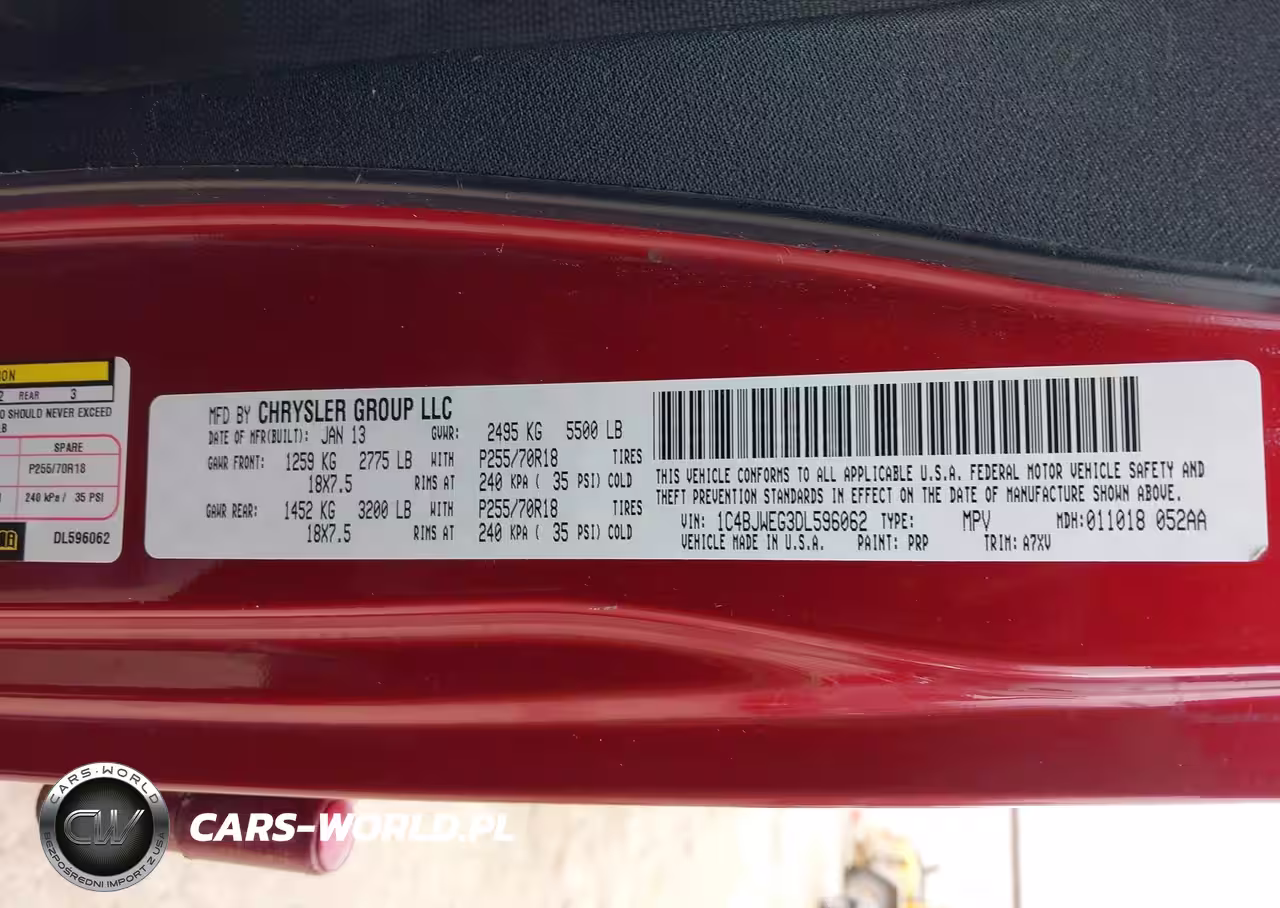 ION
2 REAR 3
O SHOULD NEVER EXCEED
LB
SPARE
P255/70R18
240 kPa / 35 PSI
DL596062
MFD BY CHRYSLER GROUP LLC
DATE OF MFR(BUILT): JAN 13 GVWR: 2495 KG 5500 LB
GAWR FRONT: 1259 KG 2775 LB WITH P255/70R18 TIRES
18X7.5 RIMS AT 240 KPA ( 35 PSI) COLD
GAWR REAR: 1452 KG 3200 LB WITH P255/70R18 TIRES
18X7.5 RIMS AT 240 KPA ( 35 PSI) COLD
THIS VEHICLE CONFORMS TO ALL APPLICABLE U.S.A. FEDERAL MOTOR VEHICLE SAFETY AND
THEFT PREVENTION STANDARDS IN EFFECT ON THE DATE OF MANUFACTURE SHOWN ABOVE.
VIN: 1C4BJWEG3DL596062 TYPE: MPV MDH:011018 052AA
VEHICLE MADE IN U.S.A. PAINT: PRP TRIM: A7XV
CARS-WORLD
CW
BEZPOŚREDNI IMPORT Z USA
CARS-WORLD.PL